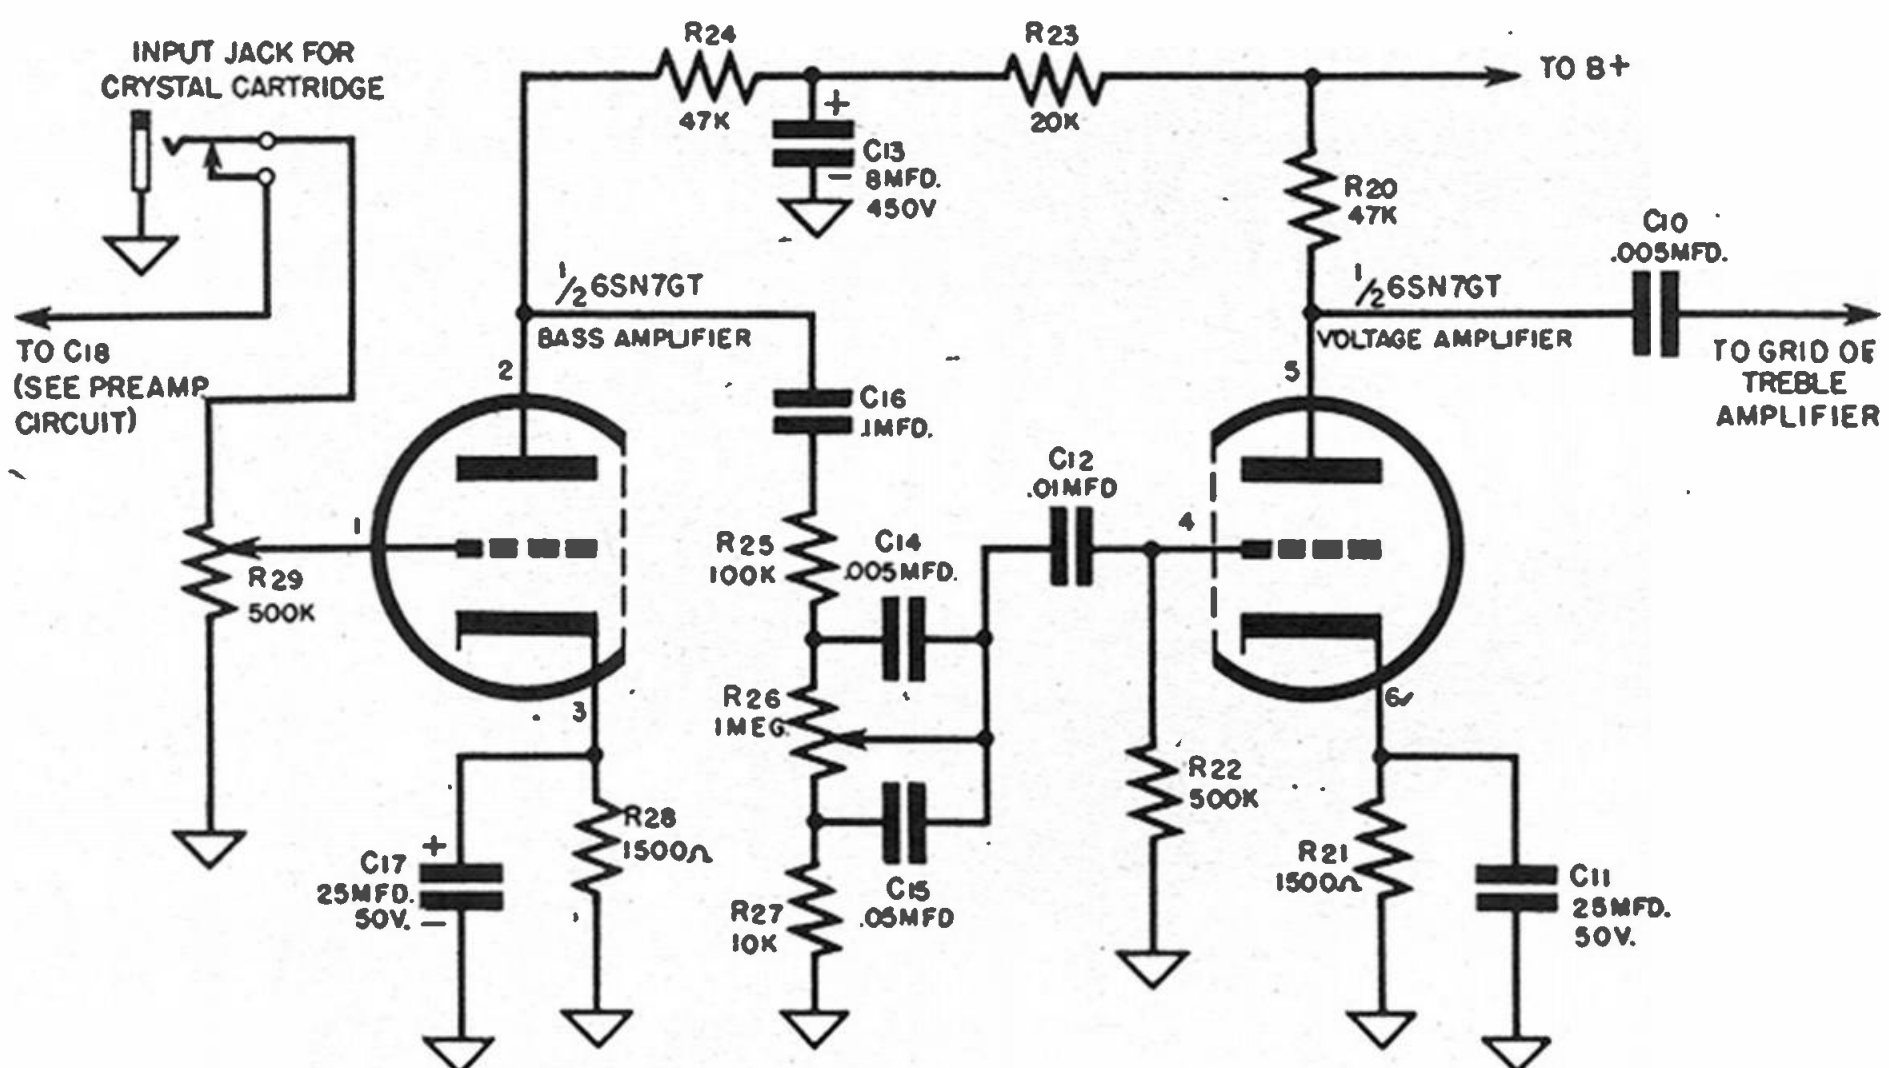 INPUT JACK FOR
CRYSTAL CARTRIDGE
R24
47K
R23
20K
TO B+
+
C13
8MFD.
450V
−
R20
47K
C10
.005MFD.
1/2 6SN7GT
BASS AMPLIFIER
1/2 6SN7GT
VOLTAGE AMPLIFIER
TO GRID OF
TREBLE
AMPLIFIER
TO C18
(SEE PREAMP
CIRCUIT)
2
5
C16
.1MFD.
C12
.01MFD
1
4
R29
500K
R25
100K
C14
.005MFD.
R26
1MEG.
3
6
R22
500K
R28
1500Ω
+
C17
25MFD.
50V.
−
R27
10K
C15
.05MFD
R21
1500Ω
C11
25MFD.
50V.